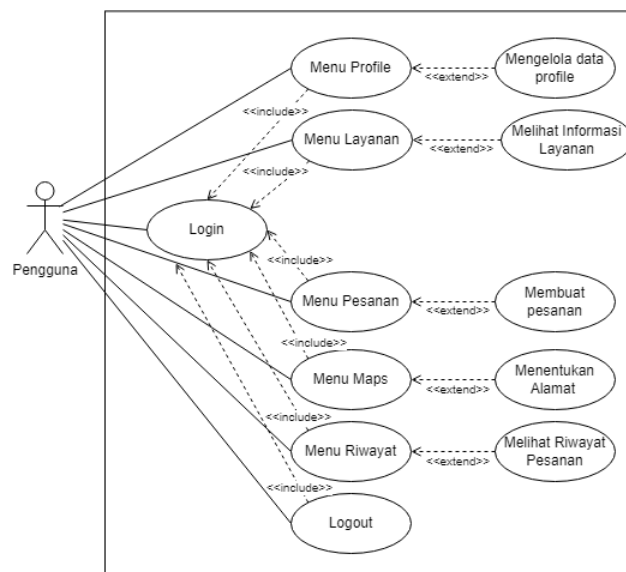 Menu Profile
<<extend>>
Mengelola data
profile
<<include>>
Menu Layanan
<<extend>>
Melihat Informasi
Layanan
<<include>>
Login
Pengguna
<<include>>
Menu Pesanan
<<extend>>
Membuat
pesanan
<<include>>
Menu Maps
<<extend>>
Menentukan
Alamat
<<include>>
Menu Riwayat
<<extend>>
Melihat Riwayat
Pesanan
<<include>>
Logout